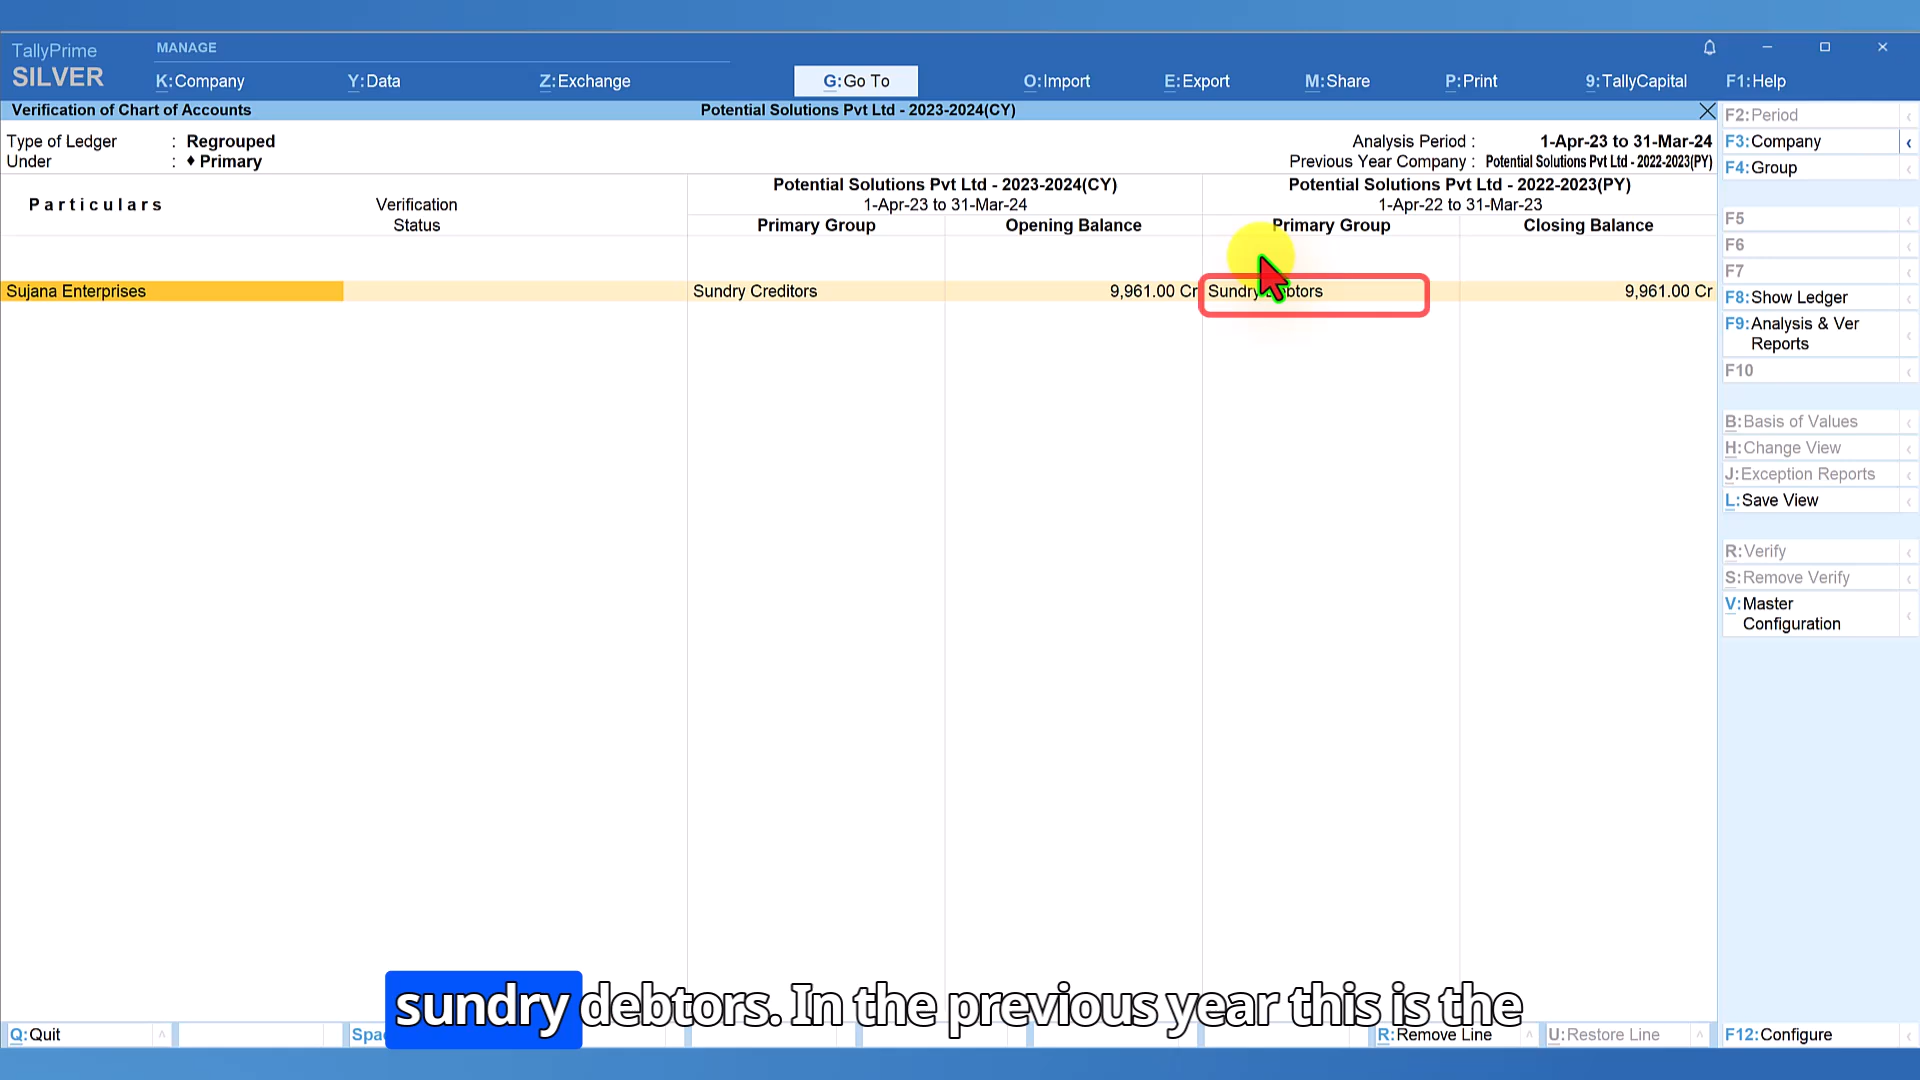 TallyPrime
SILVER
MANAGE
K:Company Y:Data Z:Exchange G:Go To O:Import E:Export M:Share P:Print 9:TallyCapital F1:Help
Verification of Chart of Accounts Potential Solutions Pvt Ltd - 2023-2024(CY)
Type of Ledger : Regrouped
Under : ♦ Primary
Analysis Period : 1-Apr-23 to 31-Mar-24
Previous Year Company : Potential Solutions Pvt Ltd - 2022-2023(PY)
Particulars
Verification
Status
Potential Solutions Pvt Ltd - 2023-2024(CY)
1-Apr-23 to 31-Mar-24
Primary Group Opening Balance
Potential Solutions Pvt Ltd - 2022-2023(PY)
1-Apr-22 to 31-Mar-23
Primary Group Closing Balance
Sujana Enterprises Sundry Creditors 9,961.00 Cr Sundry 9,961.00 Cr
F2:Period
F3:Company
F4:Group
F5
F6
F7
F8:Show Ledger
F9:Analysis & Ver
Reports
F10
B:Basis of Values
H:Change View
J:Exception Reports
L:Save View
R:Verify
S:Remove Verify
V:Master
Configuration
sundry debtors. In the previous year this is the
Q:Quit R:Remove Line U:Restore Line F12:Configure